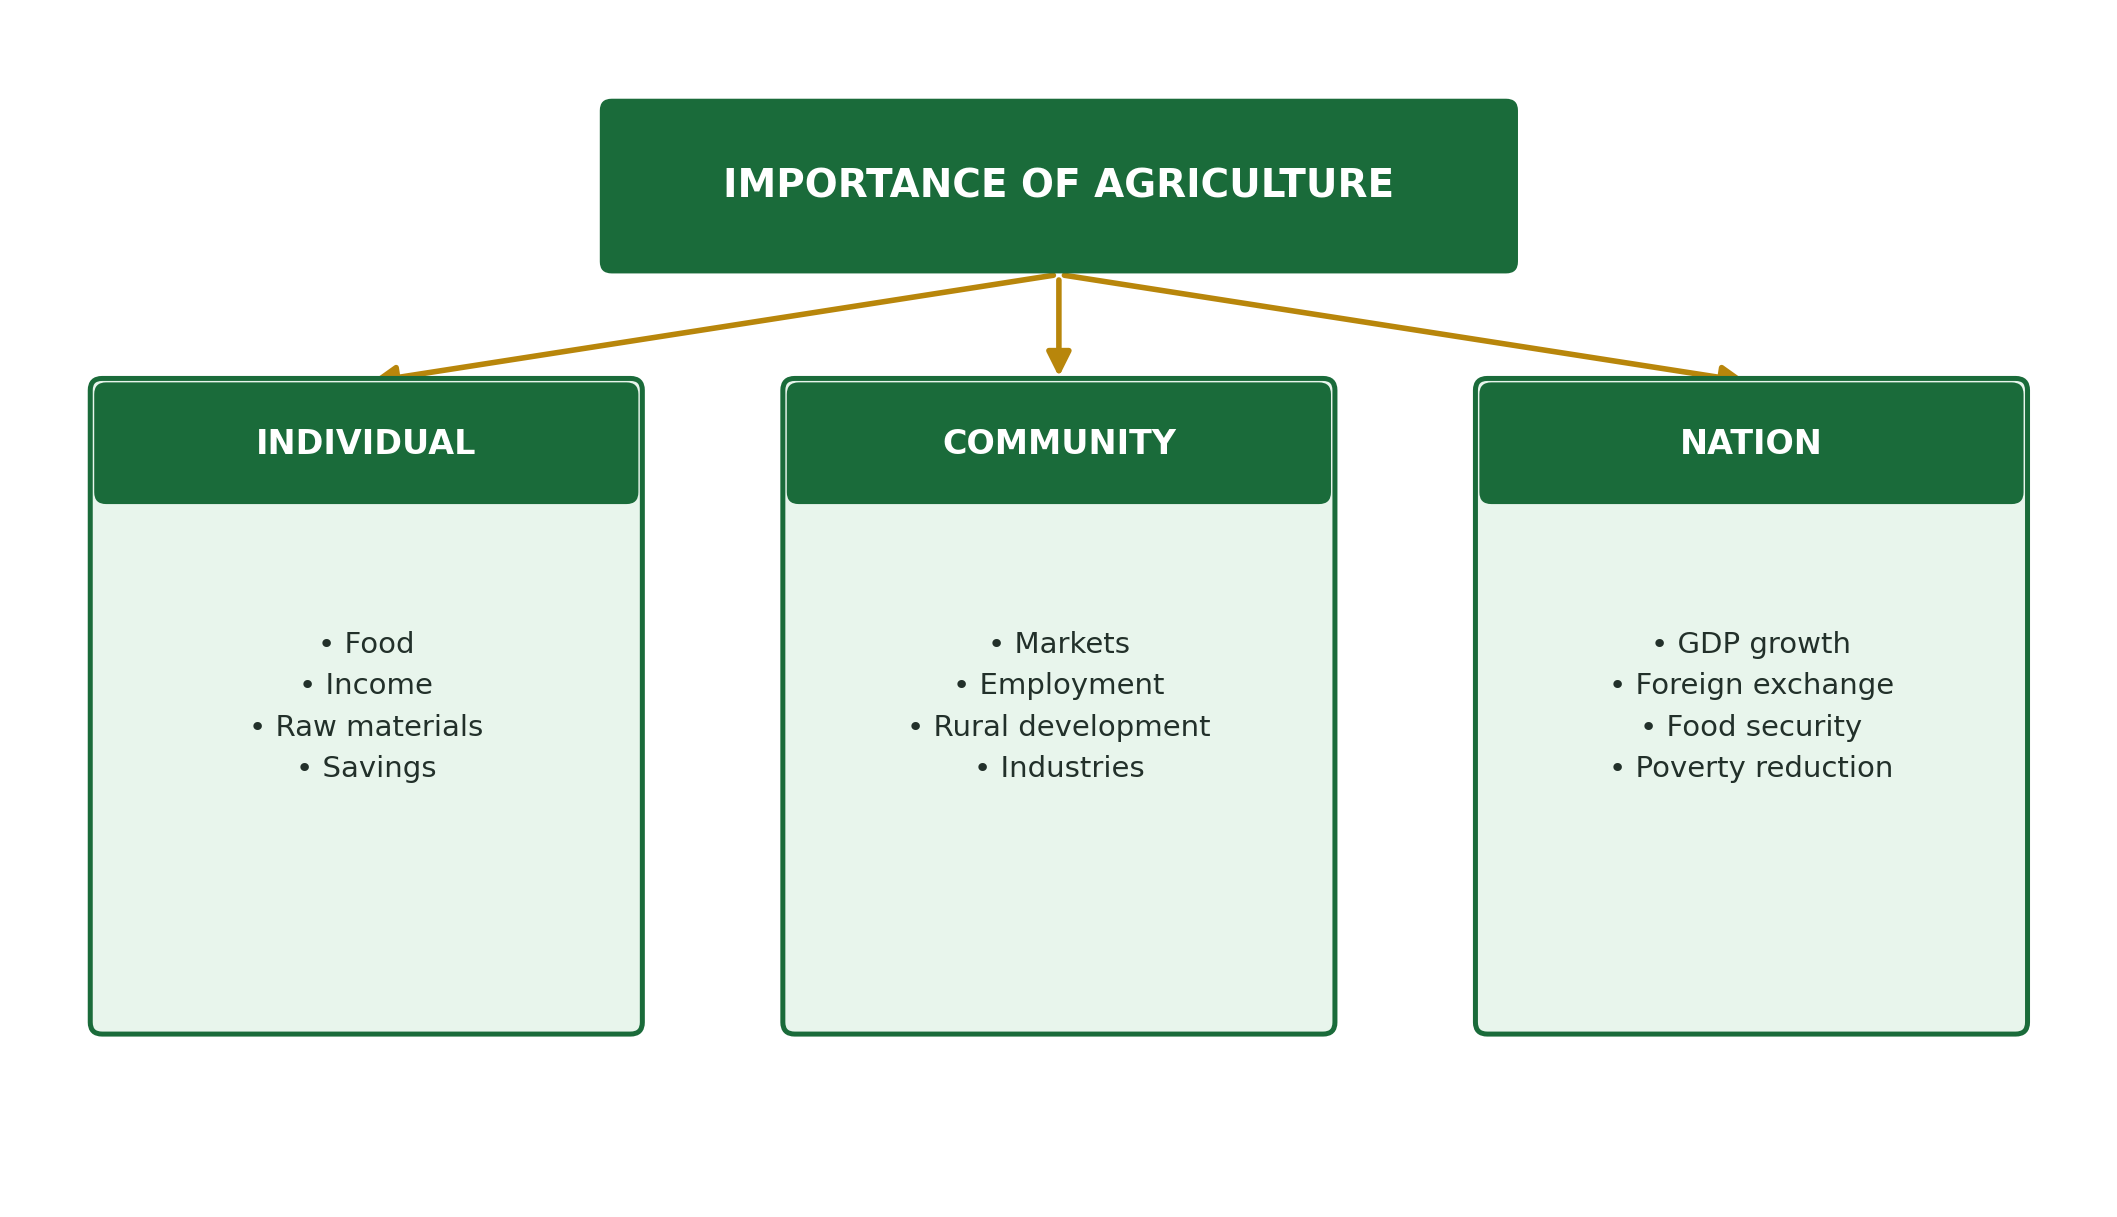 IMPORTANCE OF AGRICULTURE
INDIVIDUAL
• Food
• Income
• Raw materials
• Savings
COMMUNITY
• Markets
• Employment
• Rural development
• Industries
NATION
• GDP growth
• Foreign exchange
• Food security
• Poverty reduction